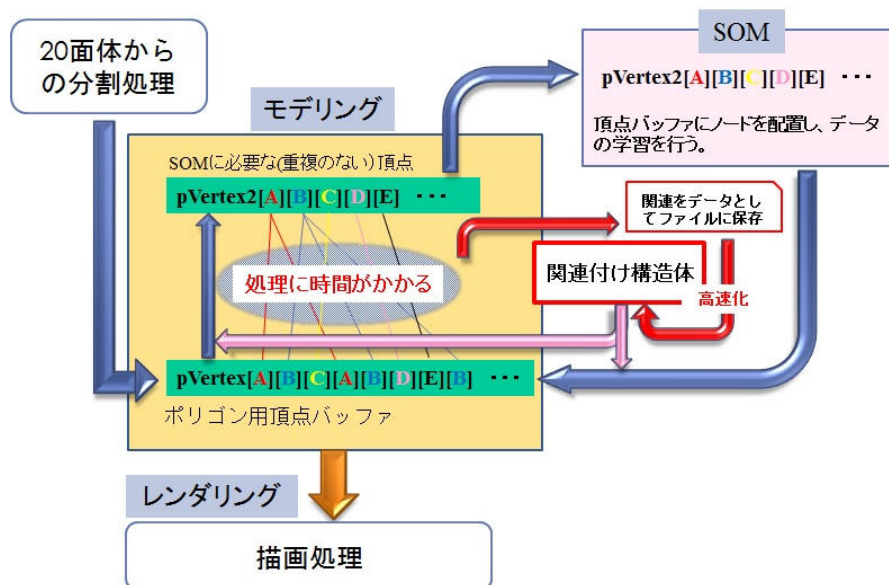 20面体から
の分割処理
SOM
pVertex2[A][B][C][D][E] ･･･
頂点バッファにノードを配置し、データ
の学習を行う。
モデリング
SOMに必要な(重複のない)頂点
pVertex2[A][B][C][D][E] ･･･
処理に時間がかかる
関連をデータとし
てファイルに保存
関連付け構造体
高速化
pVertex[A][B][C][A][B][D][E][B] ･･･
ポリゴン用頂点バッファ
レンダリング
描画処理